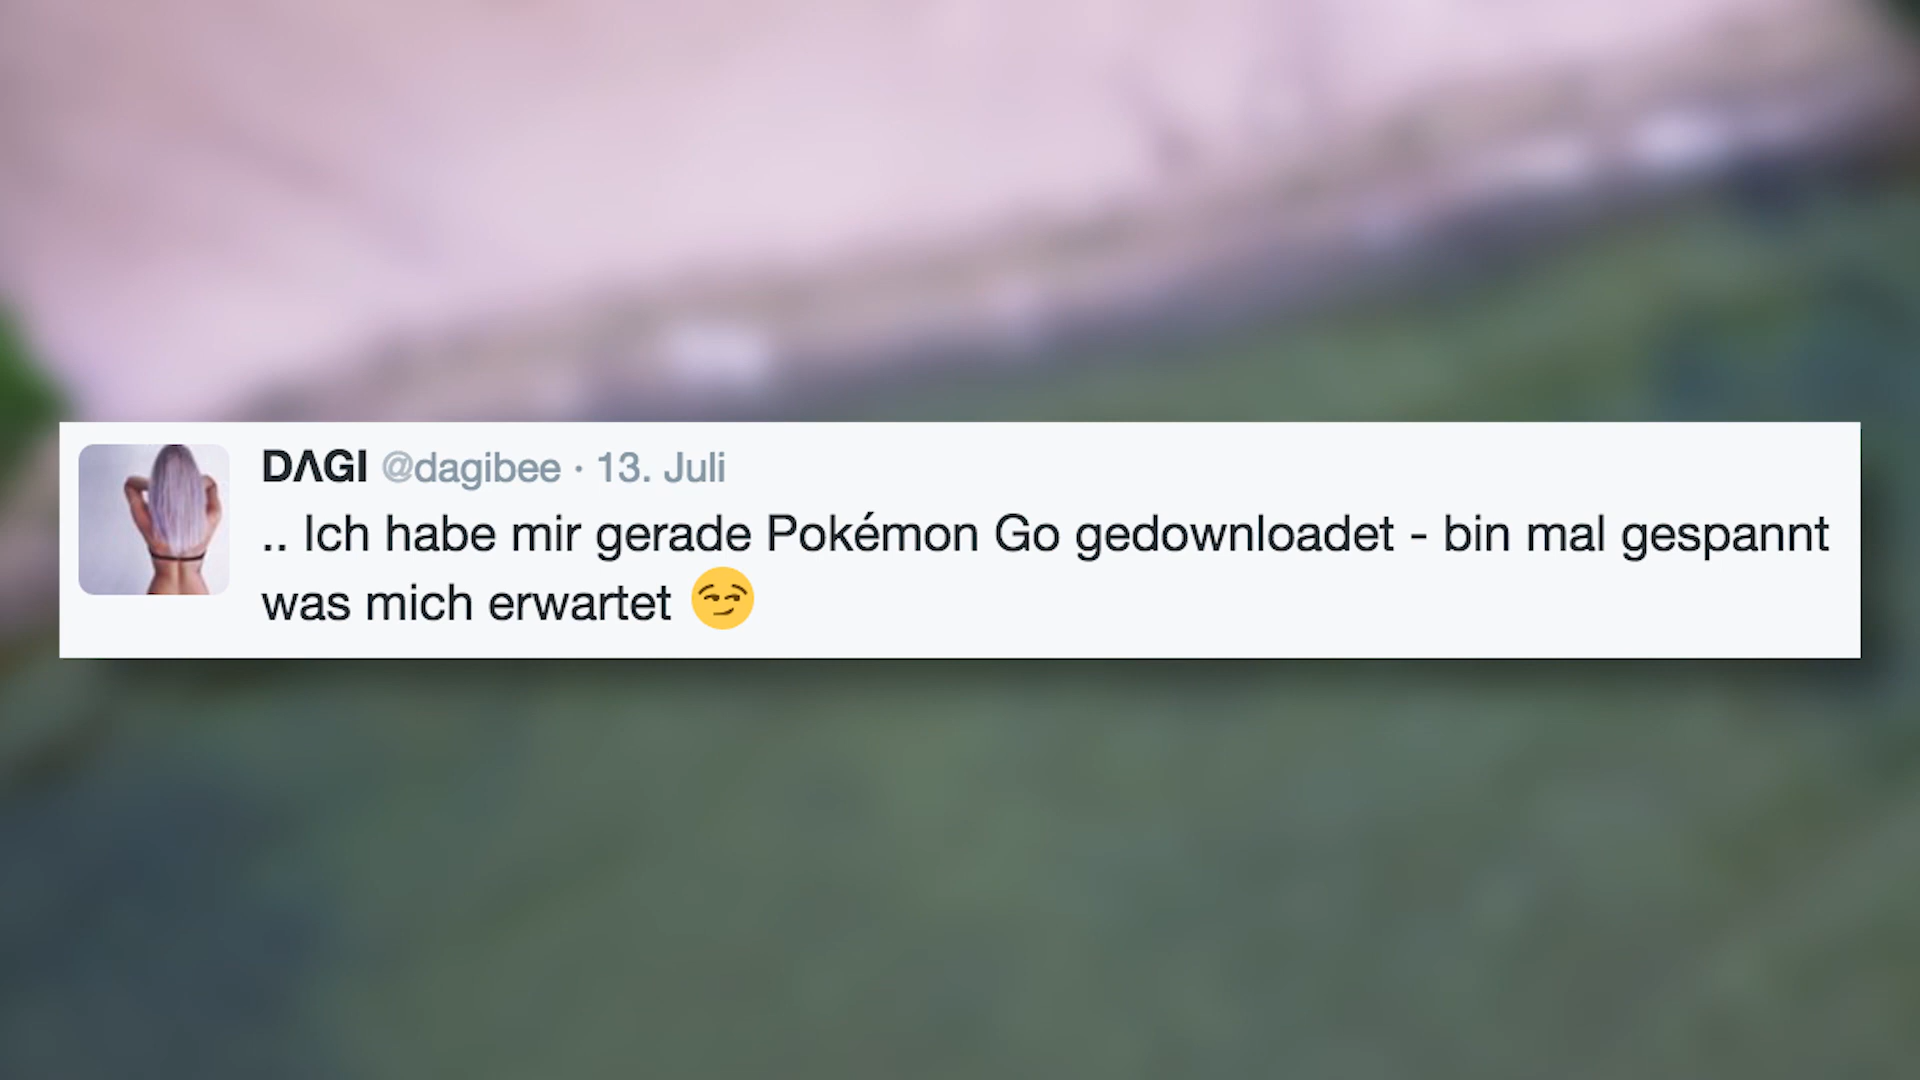 DΛGI @dagibee · 13. Juli
.. Ich habe mir gerade Pokémon Go gedownloadet - bin mal gespannt
was mich erwartet 😏